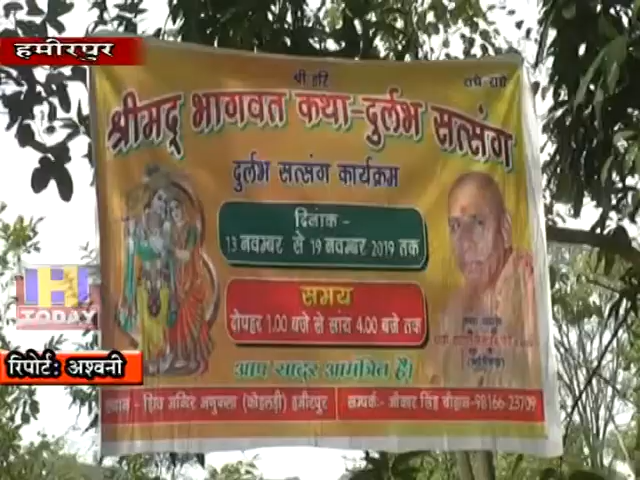 हमीरपुर
श्री हरि
राधे-राधे
श्रीमद् भागवत कथा-दुर्लभ सत्संग
दुर्लभ सत्संग कार्यक्रम
दिनांक -
13 नवम्बर से 19 नवम्बर 2019 तक
समय
दोपहर 1.00 बजे से सांय 4.00 बजे तक
आप सादर आमंत्रित है।
स्थान - शिव मन्दिर हमीरपुर
सम्पर्क:- ओंकार सिंह चौहान-98166-23709
H
TODAY
रिपोर्ट: अश्वनी